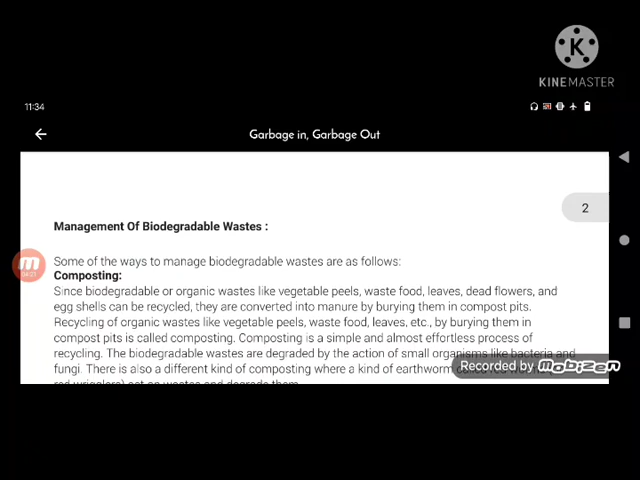 KINEMASTER
11:34
Garbage in, Garbage Out
2
Management Of Biodegradable Wastes :
Some of the ways to manage biodegradable wastes are as follows:
Composting:
Since biodegradable or organic wastes like vegetable peels, waste food, leaves, dead flowers, and
egg shells can be recycled, they are converted into manure by burying them in compost pits.
Recycling of organic wastes like vegetable peels, waste food, leaves, etc., by burying them in
compost pits is called composting. Composting is a simple and almost effortless process of
recycling. The biodegradable wastes are degraded by the action of small organisms like bacteria and
fungi. There is also a different kind of composting where a kind of earthworm
Recorded by mobizen